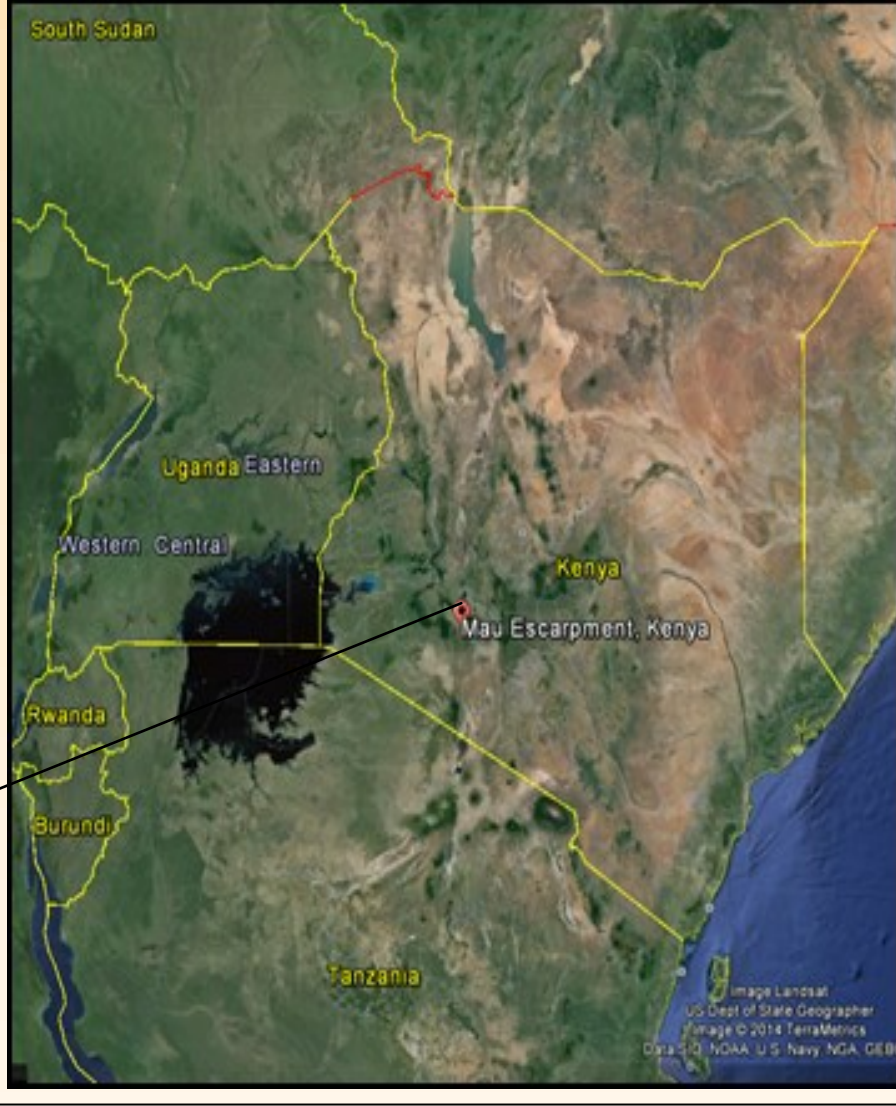 South Sudan
Uganda Eastern
Western Central
Kenya
Mau Escarpment, Kenya
Rwanda
Burundi
Tanzania
Image Landsat
US Dept of State Geographer
Image © 2014 TerraMetrics
Data SIO, NOAA, U.S. Navy, NGA, GEB